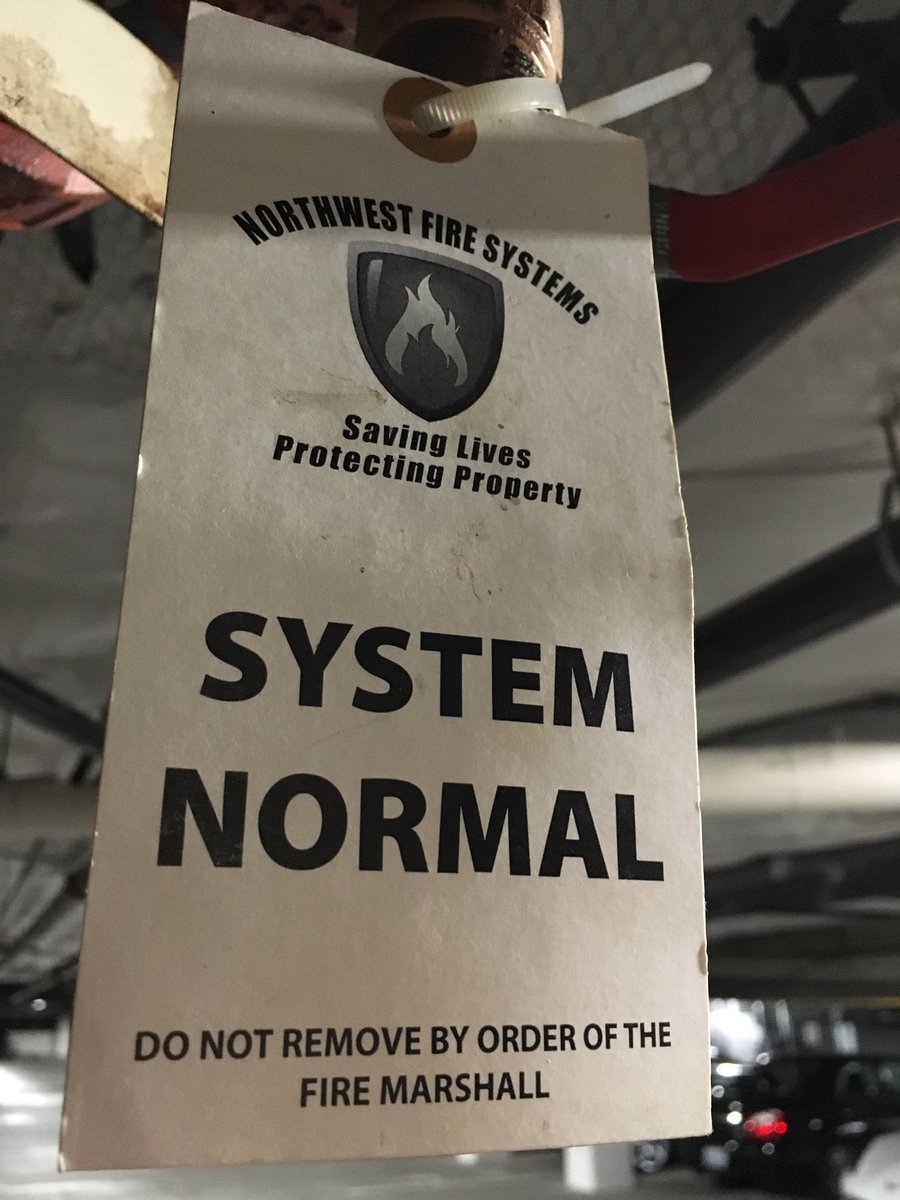 NORTHWEST FIRE SYSTEMS
Saving Lives
Protecting Property
SYSTEM
NORMAL
DO NOT REMOVE BY ORDER OF THE
FIRE MARSHALL